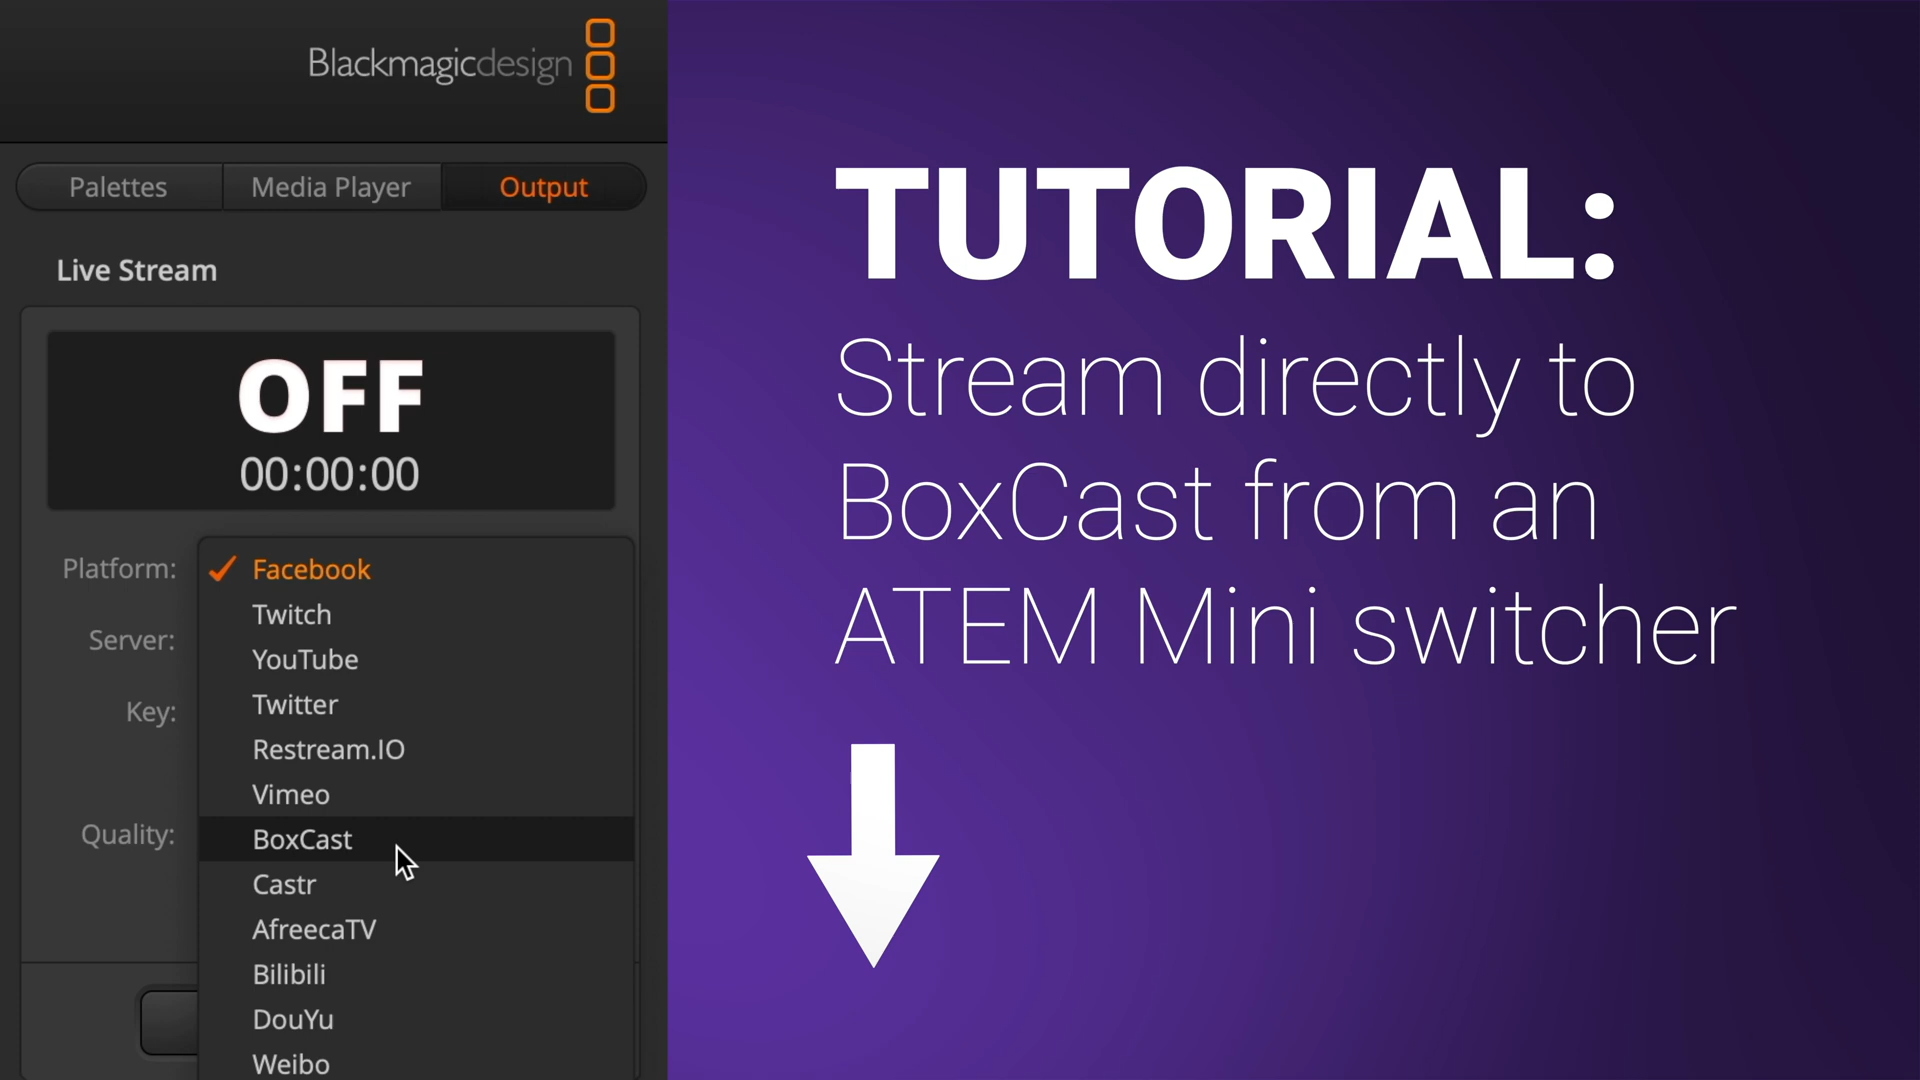 Blackmagicdesign
Palettes Media Player Output
Live Stream
OFF
00:00:00
Platform:
Server:
Key:
Quality:
Facebook
Twitch
YouTube
Twitter
Restream.IO
Vimeo
BoxCast
Castr
AfreecaTV
Bilibili
DouYu
Weibo
TUTORIAL:
Stream directly to
BoxCast from an
ATEM Mini switcher